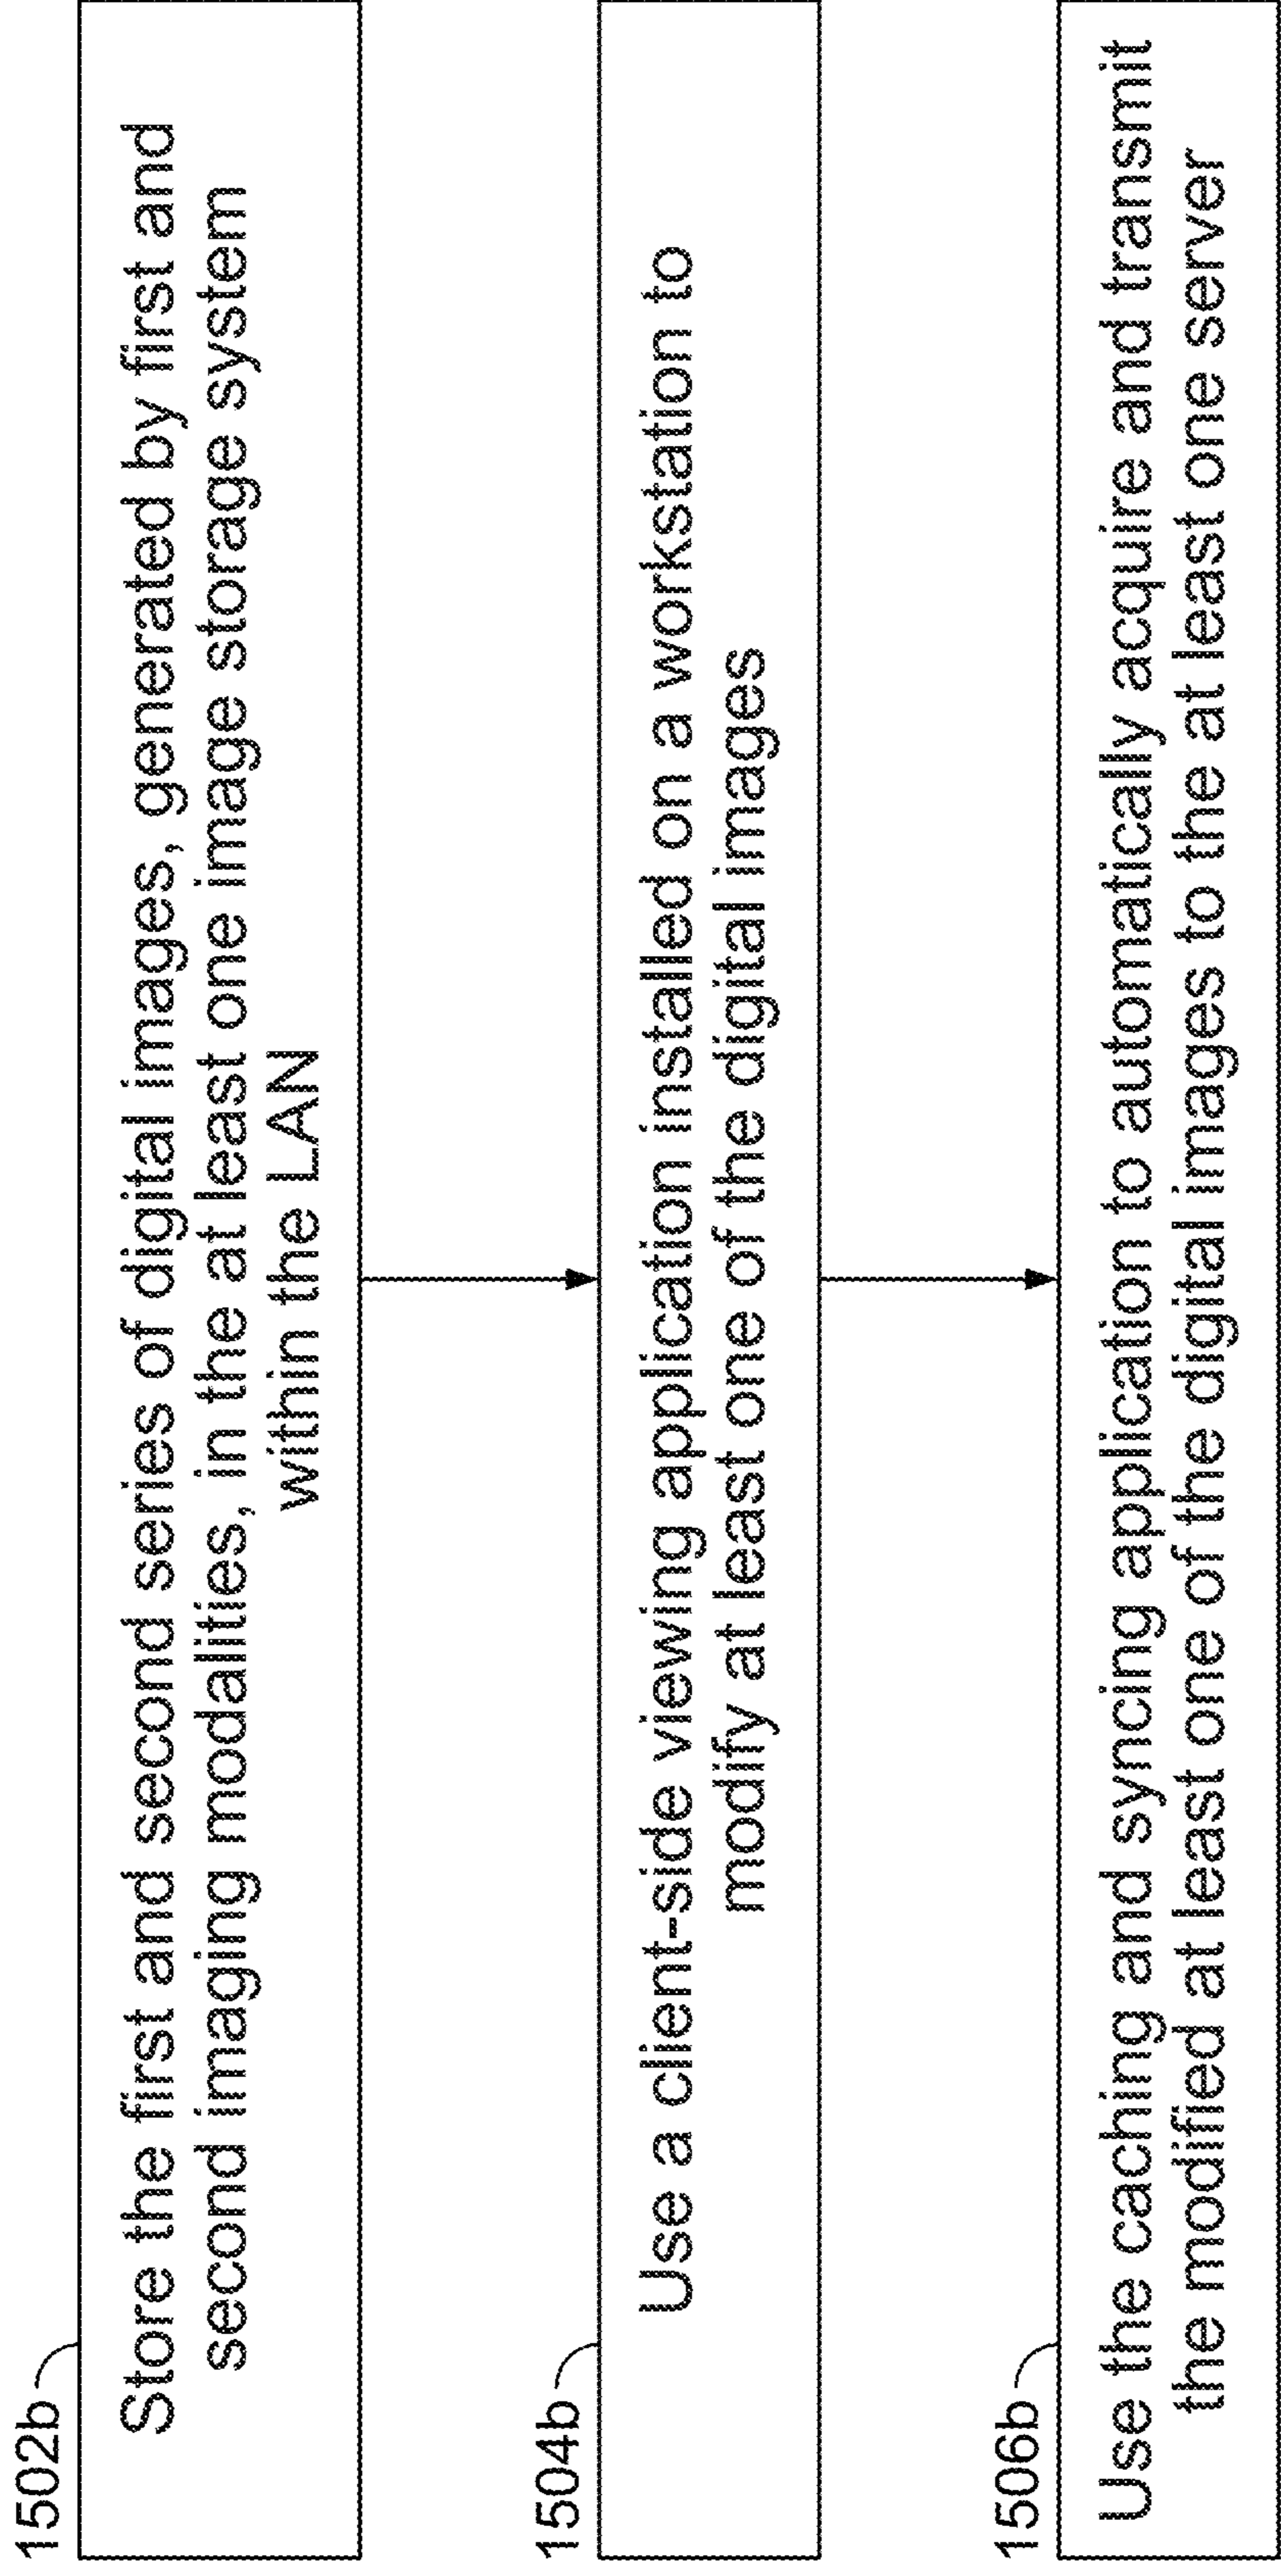 1502b
Store the first and second series of digital images, generated by first and
second imaging modalities, in the at least one image storage system
within the LAN
1504b
Use a client-side viewing application installed on a workstation to
modify at least one of the digital images
1506b
Use the caching and syncing application to automatically acquire and transmit
the modified at least one of the digital images to the at least one server